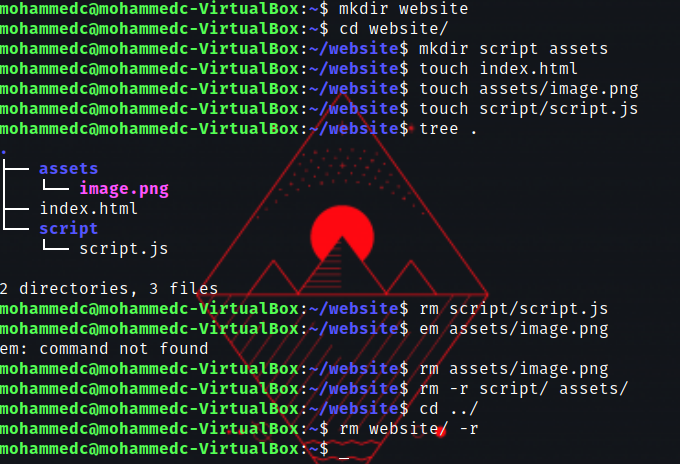 mohammedc@mohammedc-VirtualBox:~$ mkdir website
mohammedc@mohammedc-VirtualBox:~$ cd website/
mohammedc@mohammedc-VirtualBox:~/website$ mkdir script assets
mohammedc@mohammedc-VirtualBox:~/website$ touch index.html
mohammedc@mohammedc-VirtualBox:~/website$ touch assets/image.png
mohammedc@mohammedc-VirtualBox:~/website$ touch script/script.js
mohammedc@mohammedc-VirtualBox:~/website$ tree .
.
├── assets
│   └── image.png
├── index.html
└── script
    └── script.js

2 directories, 3 files
mohammedc@mohammedc-VirtualBox:~/website$ rm script/script.js
mohammedc@mohammedc-VirtualBox:~/website$ em assets/image.png
em: command not found
mohammedc@mohammedc-VirtualBox:~/website$ rm assets/image.png
mohammedc@mohammedc-VirtualBox:~/website$ rm -r script/ assets/
mohammedc@mohammedc-VirtualBox:~/website$ cd ../
mohammedc@mohammedc-VirtualBox:~$ rm website/ -r
mohammedc@mohammedc-VirtualBox:~$ _